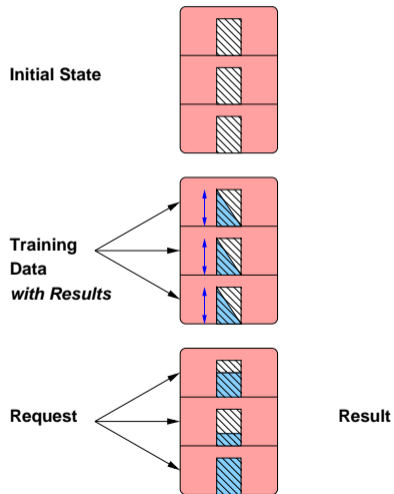 Initial State
Training
Data
with Results
Request
Result